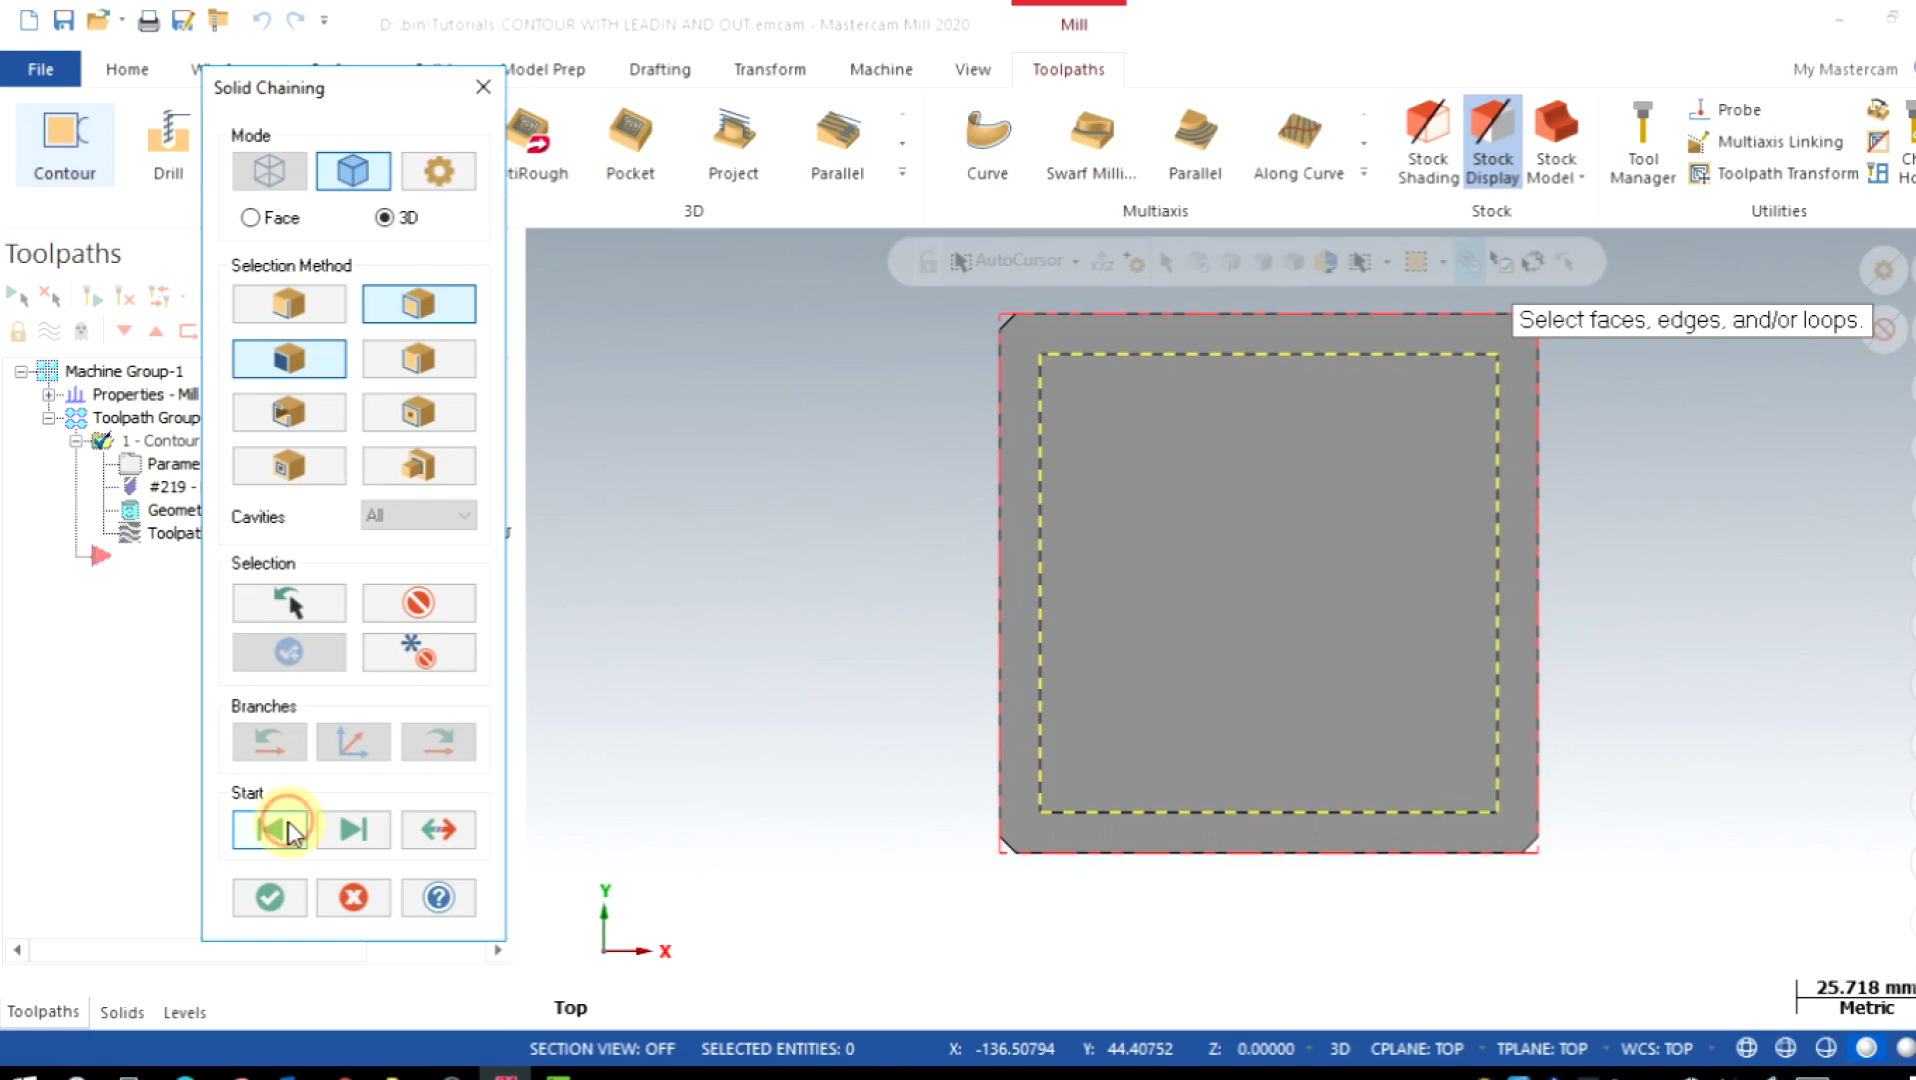 D:\bin\Tutorials\CONTOUR WITH LEADIN AND OUT.emcam - Mastercam Mill 2020
Mill
File
Home
Model Prep
Drafting
Transform
Machine
View
Toolpaths
My Mastercam
Contour
Drill
Pocket
Project
Parallel
3D
Curve
Swarf Milli...
Parallel
Along Curve
Multiaxis
Stock Shading
Stock Display
Stock Model
Stock
Tool Manager
Probe
Multiaxis Linking
Toolpath Transform
Utilities
Solid Chaining
Mode
Face
3D
Selection Method
Cavities
All
Selection
Branches
Start
Toolpaths
Machine Group-1
Properties - Mill
Toolpath Group
1 - Contour
#219 -
AutoCursor
Select faces, edges, and/or loops.
Y
X
Top
25.718 mm
Metric
Toolpaths
Solids
Levels
SECTION VIEW: OFF
SELECTED ENTITIES: 0
X: -136.50794
Y: 44.40752
Z: 0.00000
3D
CPLANE: TOP
TPLANE: TOP
WCS: TOP